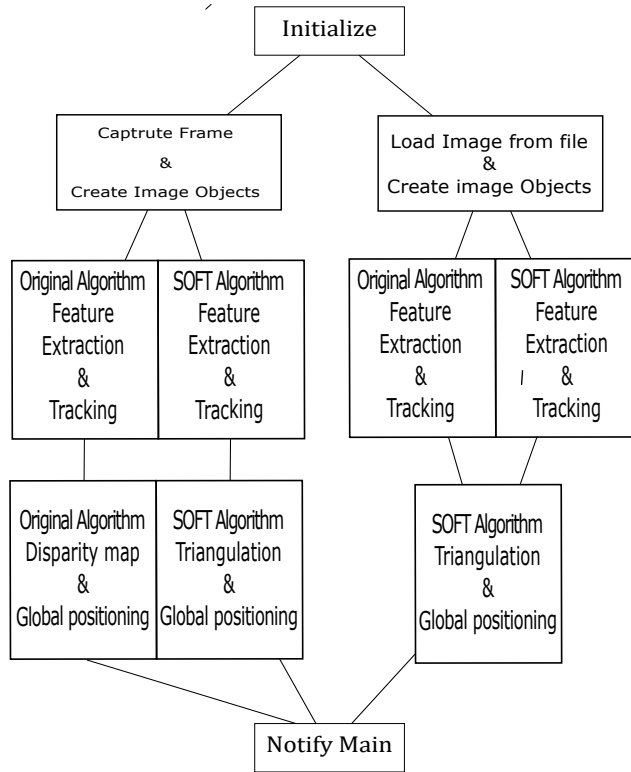 Initialize
Captrute Frame
&
Create Image Objects
Load Image from file
&
Create image Objects
Original Algorithm
Feature
Extraction
&
Tracking
SOFT Algorithm
Feature
Extraction
&
Tracking
Original Algorithm
Feature
Extraction
&
Tracking
SOFT Algorithm
Feature
Extraction
&
Tracking
Original Algorithm
Disparity map
&
Global positioning
SOFT Algorithm
Triangulation
&
Global positioning
SOFT Algorithm
Triangulation
&
Global positioning
Notify Main